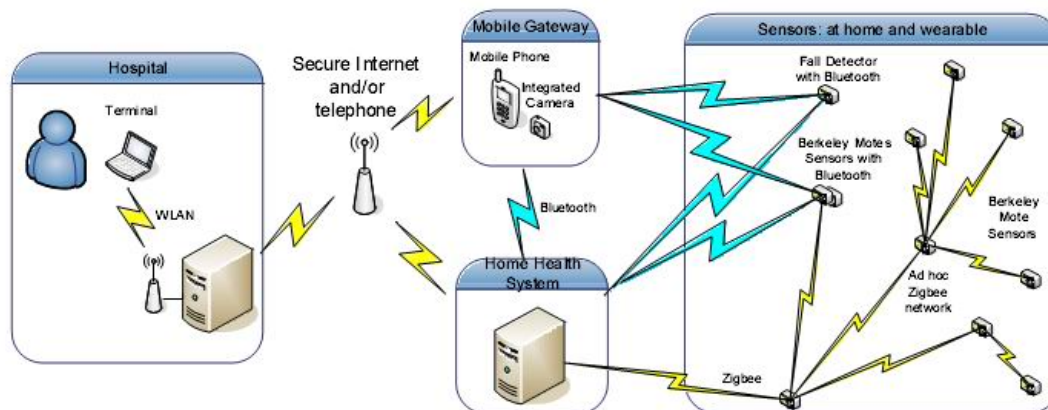 Hospital
Terminal
WLAN
Secure Internet
and/or
telephone
Mobile Gateway
Mobile Phone
Integrated
Camera
Bluetooth
Home Health
System
Sensors: at home and wearable
Fall Detector
with Bluetooth
Berkeley Motes
Sensors with
Bluetooth
Berkeley
Mote
Sensors
Ad hoc
Zigbee
network
Zigbee